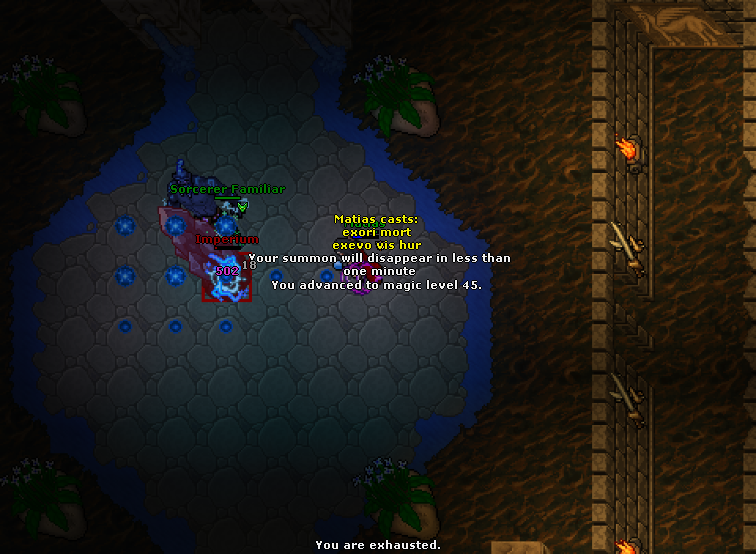 Sorcerer Familiar
Matias casts:
exori mort
Imperium
exevo vis hur
Your summon will disappear in less than
18
502
one minute
You advanced to magic level 45.
You are exhausted.